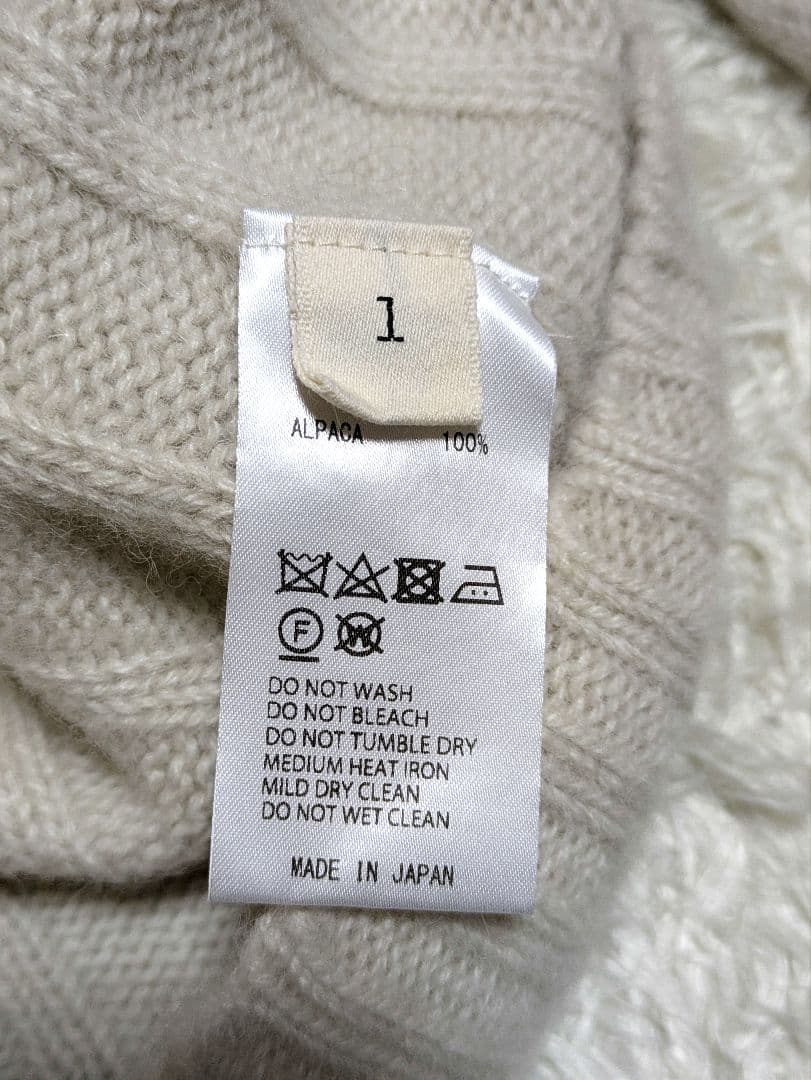 1
ALPACA 100%
F
W
DO NOT WASH
DO NOT BLEACH
DO NOT TUMBLE DRY
MEDIUM HEAT IRON
MILD DRY CLEAN
DO NOT WET CLEAN
MADE IN JAPAN